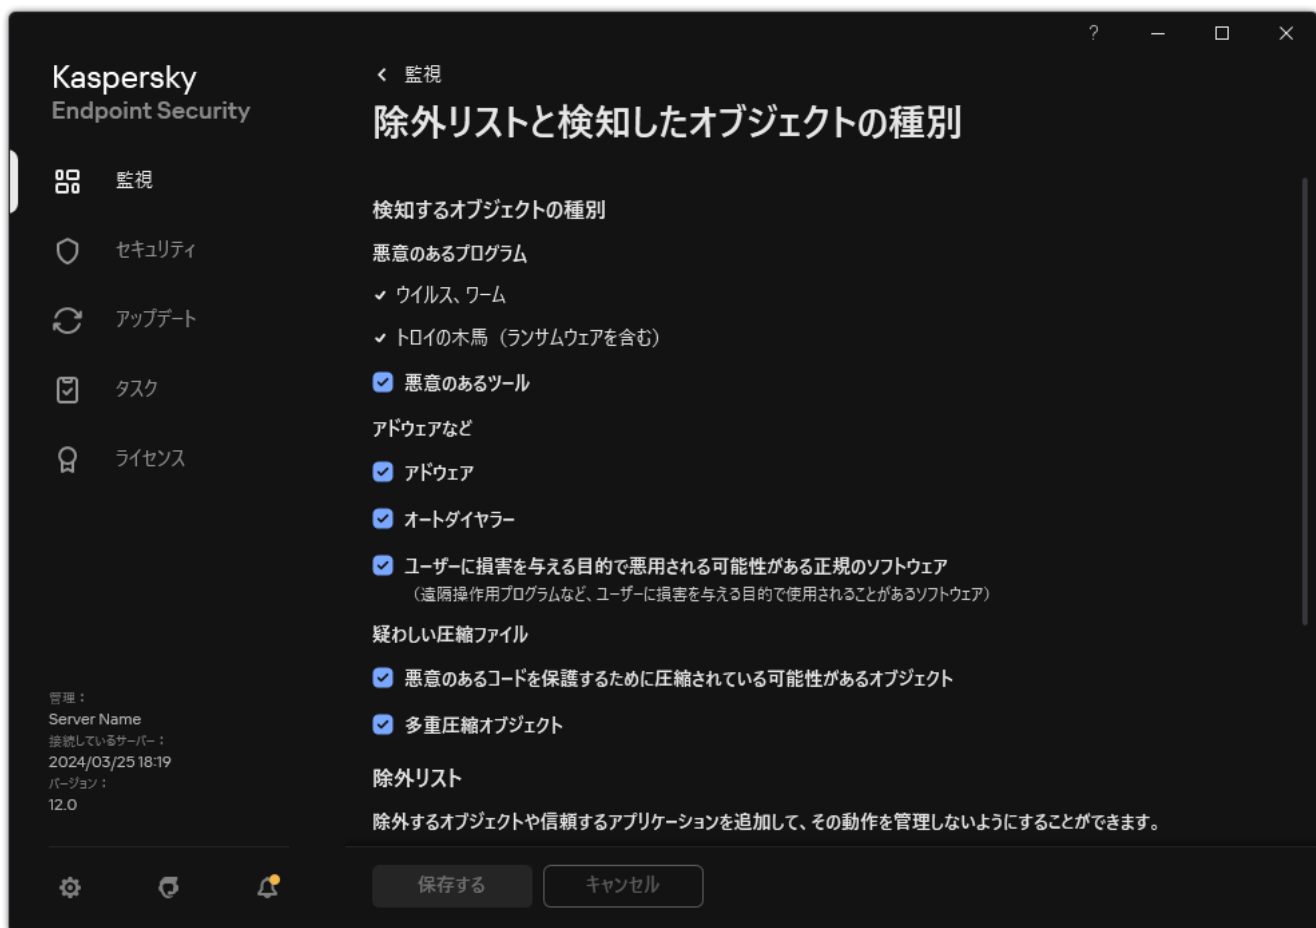 ?
Kaspersky
Endpoint Security
監視
セキュリティ
アップデート
タスク
ライセンス
管理：
Server Name
接続しているサーバー：
2024/03/25 18:19
バージョン：
12.0
監視
除外リストと検知したオブジェクトの種別
検知するオブジェクトの種別
悪意のあるプログラム
ウイルス、ワーム
トロイの木馬（ランサムウェアを含む）
悪意のあるツール
アドウェアなど
アドウェア
オートダイヤラー
ユーザーに損害を与える目的で悪用される可能性がある正規のソフトウェア
（遠隔操作用プログラムなど、ユーザーに損害を与える目的で使用されることがあるソフトウェア）
疑わしい圧縮ファイル
悪意のあるコードを保護するために圧縮されている可能性があるオブジェクト
多重圧縮オブジェクト
除外リスト
除外するオブジェクトや信頼するアプリケーションを追加して、その動作を管理しないようにすることができます。
保存する
キャンセル